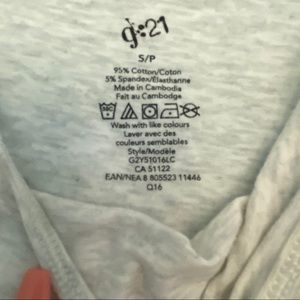 g:21
S/P
95% Cotton/Coton
5% Spandex/Élasthanne
Made in Cambodia
Fait au Cambodge
Wash with like colours
Laver avec des
couleurs semblables
Style/Modèle
G2Y51016LC
CA 51122
EAN/NEA 8 805523 11446
Q16